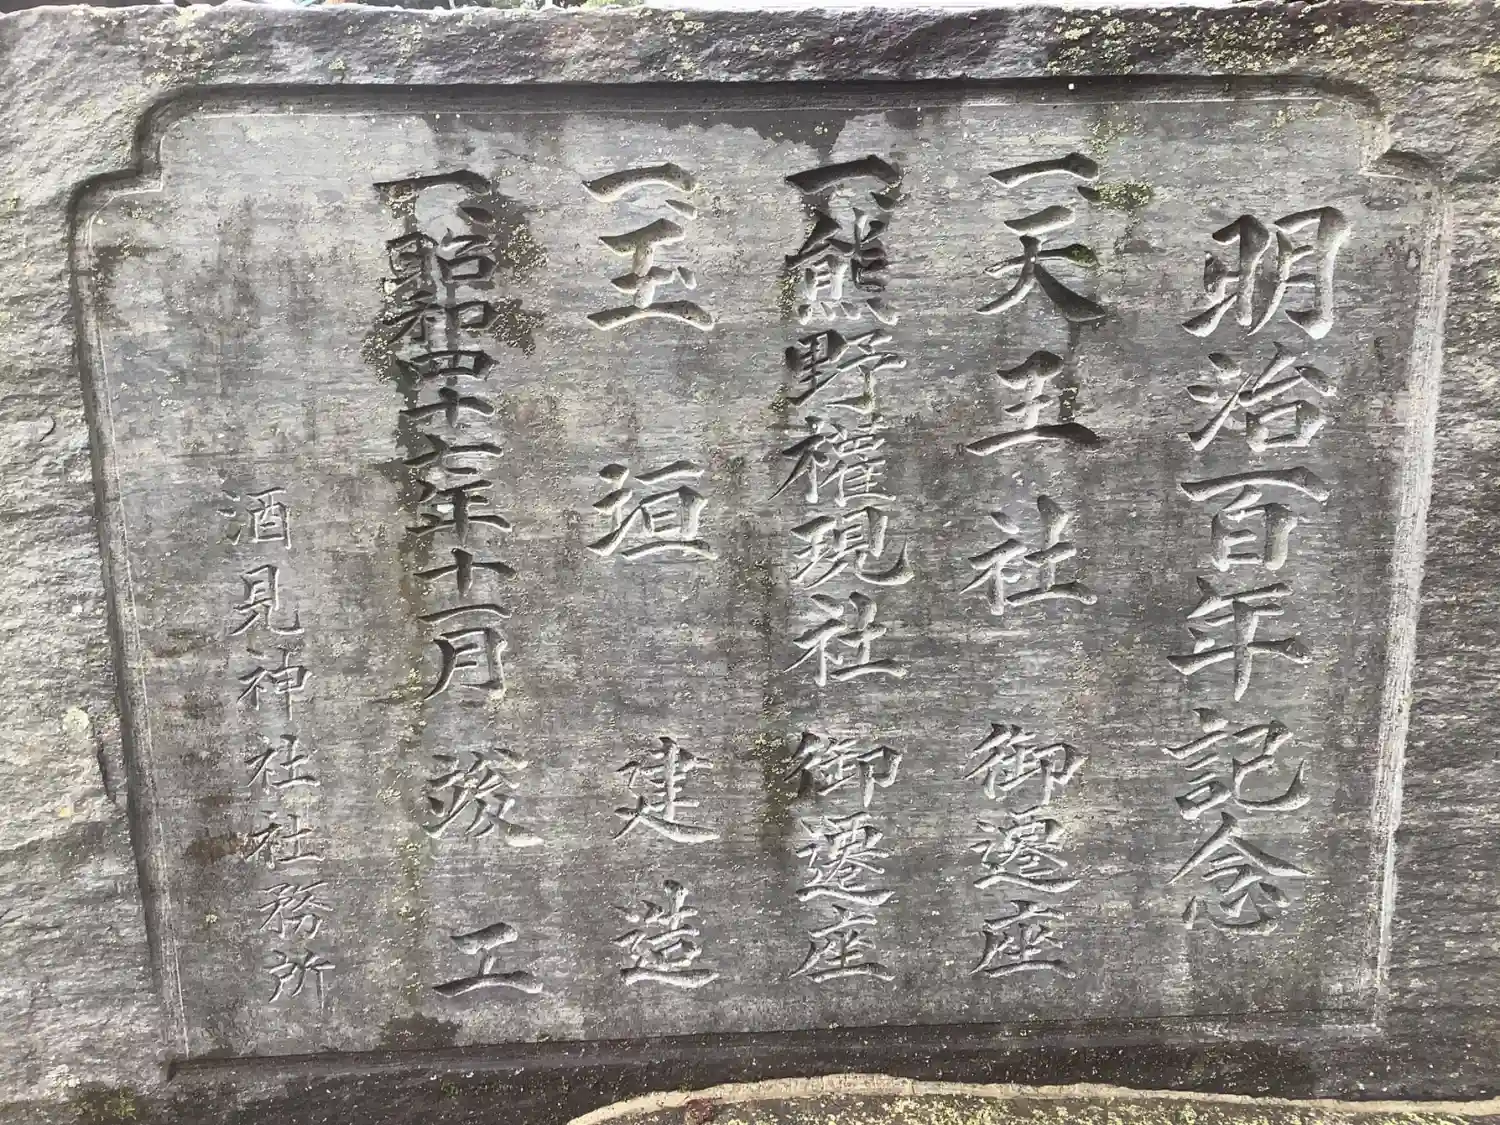 明治百年記念
一、天王社 御遷座
一、熊野權現社 御遷座
一、玉垣建造
一、昭和四十七年十一月 竣工
酒見神社社務所